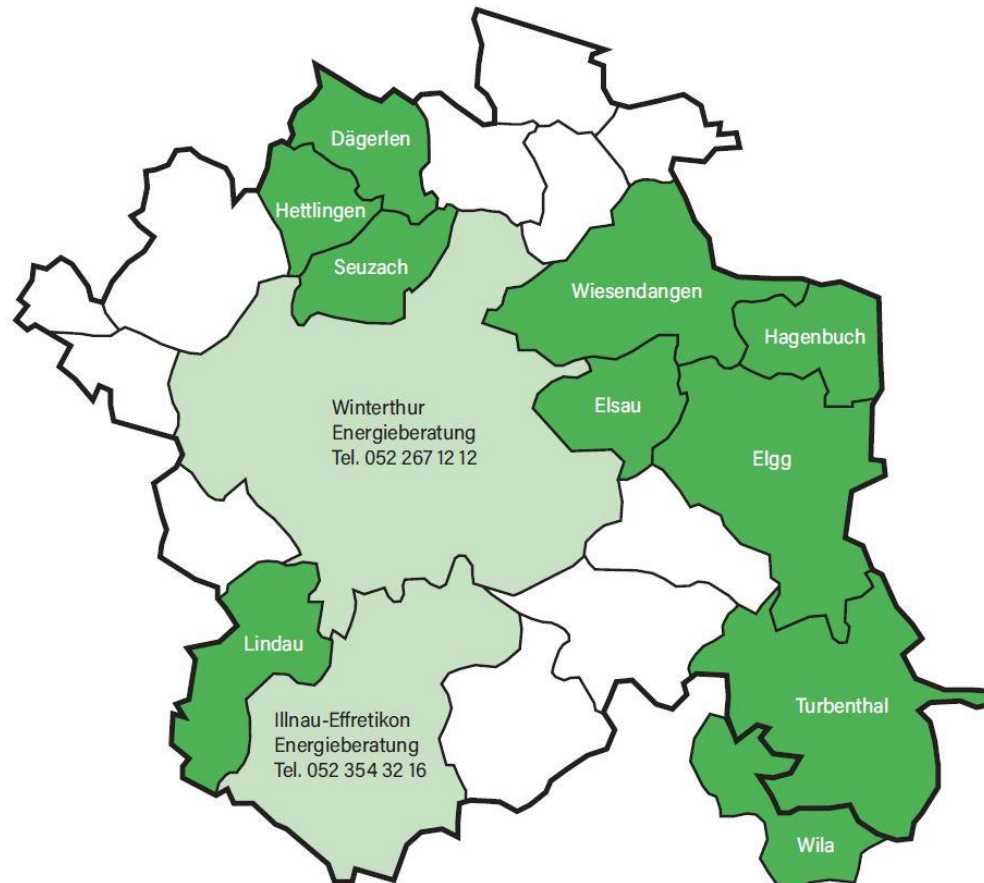 Dägerlen
Hettlingen
Seuzach
Wiesendangen
Hagenbuch
Elsau
Winterthur
Energieberatung
Tel. 052 267 12 12
Elgg
Lindau
Illnau-Effretikon
Energieberatung
Tel. 052 354 32 16
Turbenthal
Wila